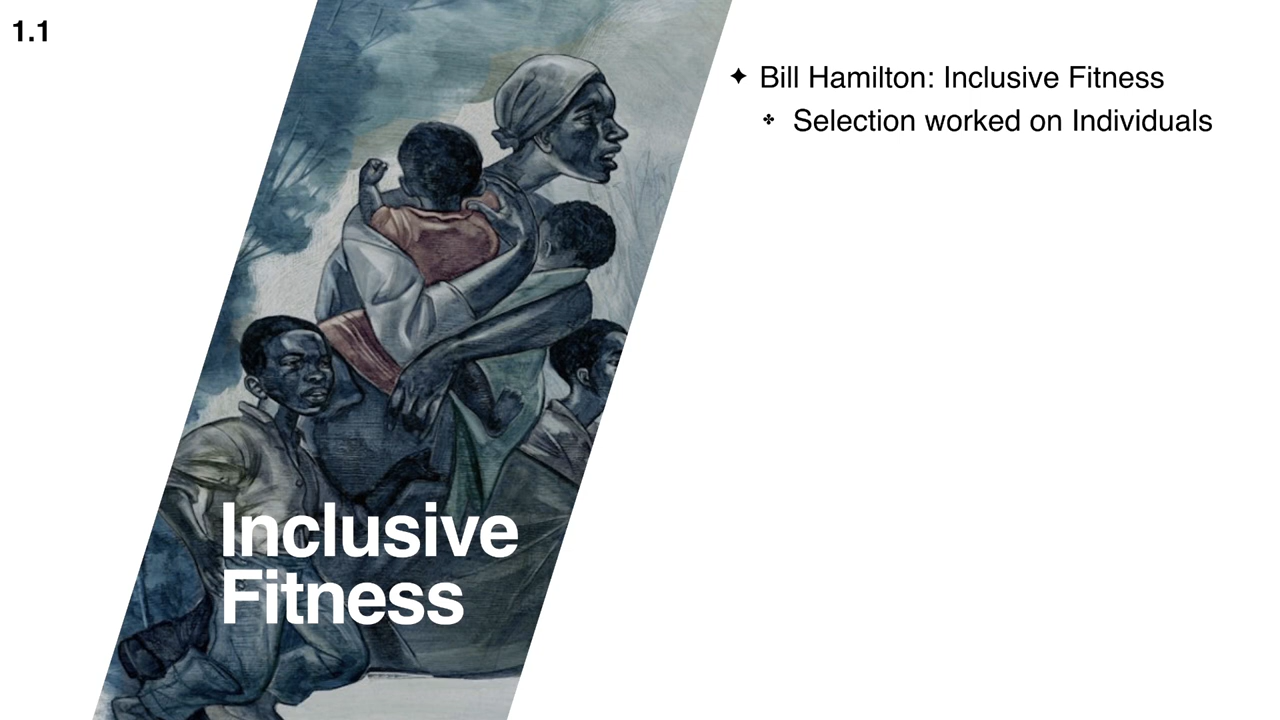 1.1
Bill Hamilton: Inclusive Fitness
Selection worked on Individuals
Inclusive
Fitness